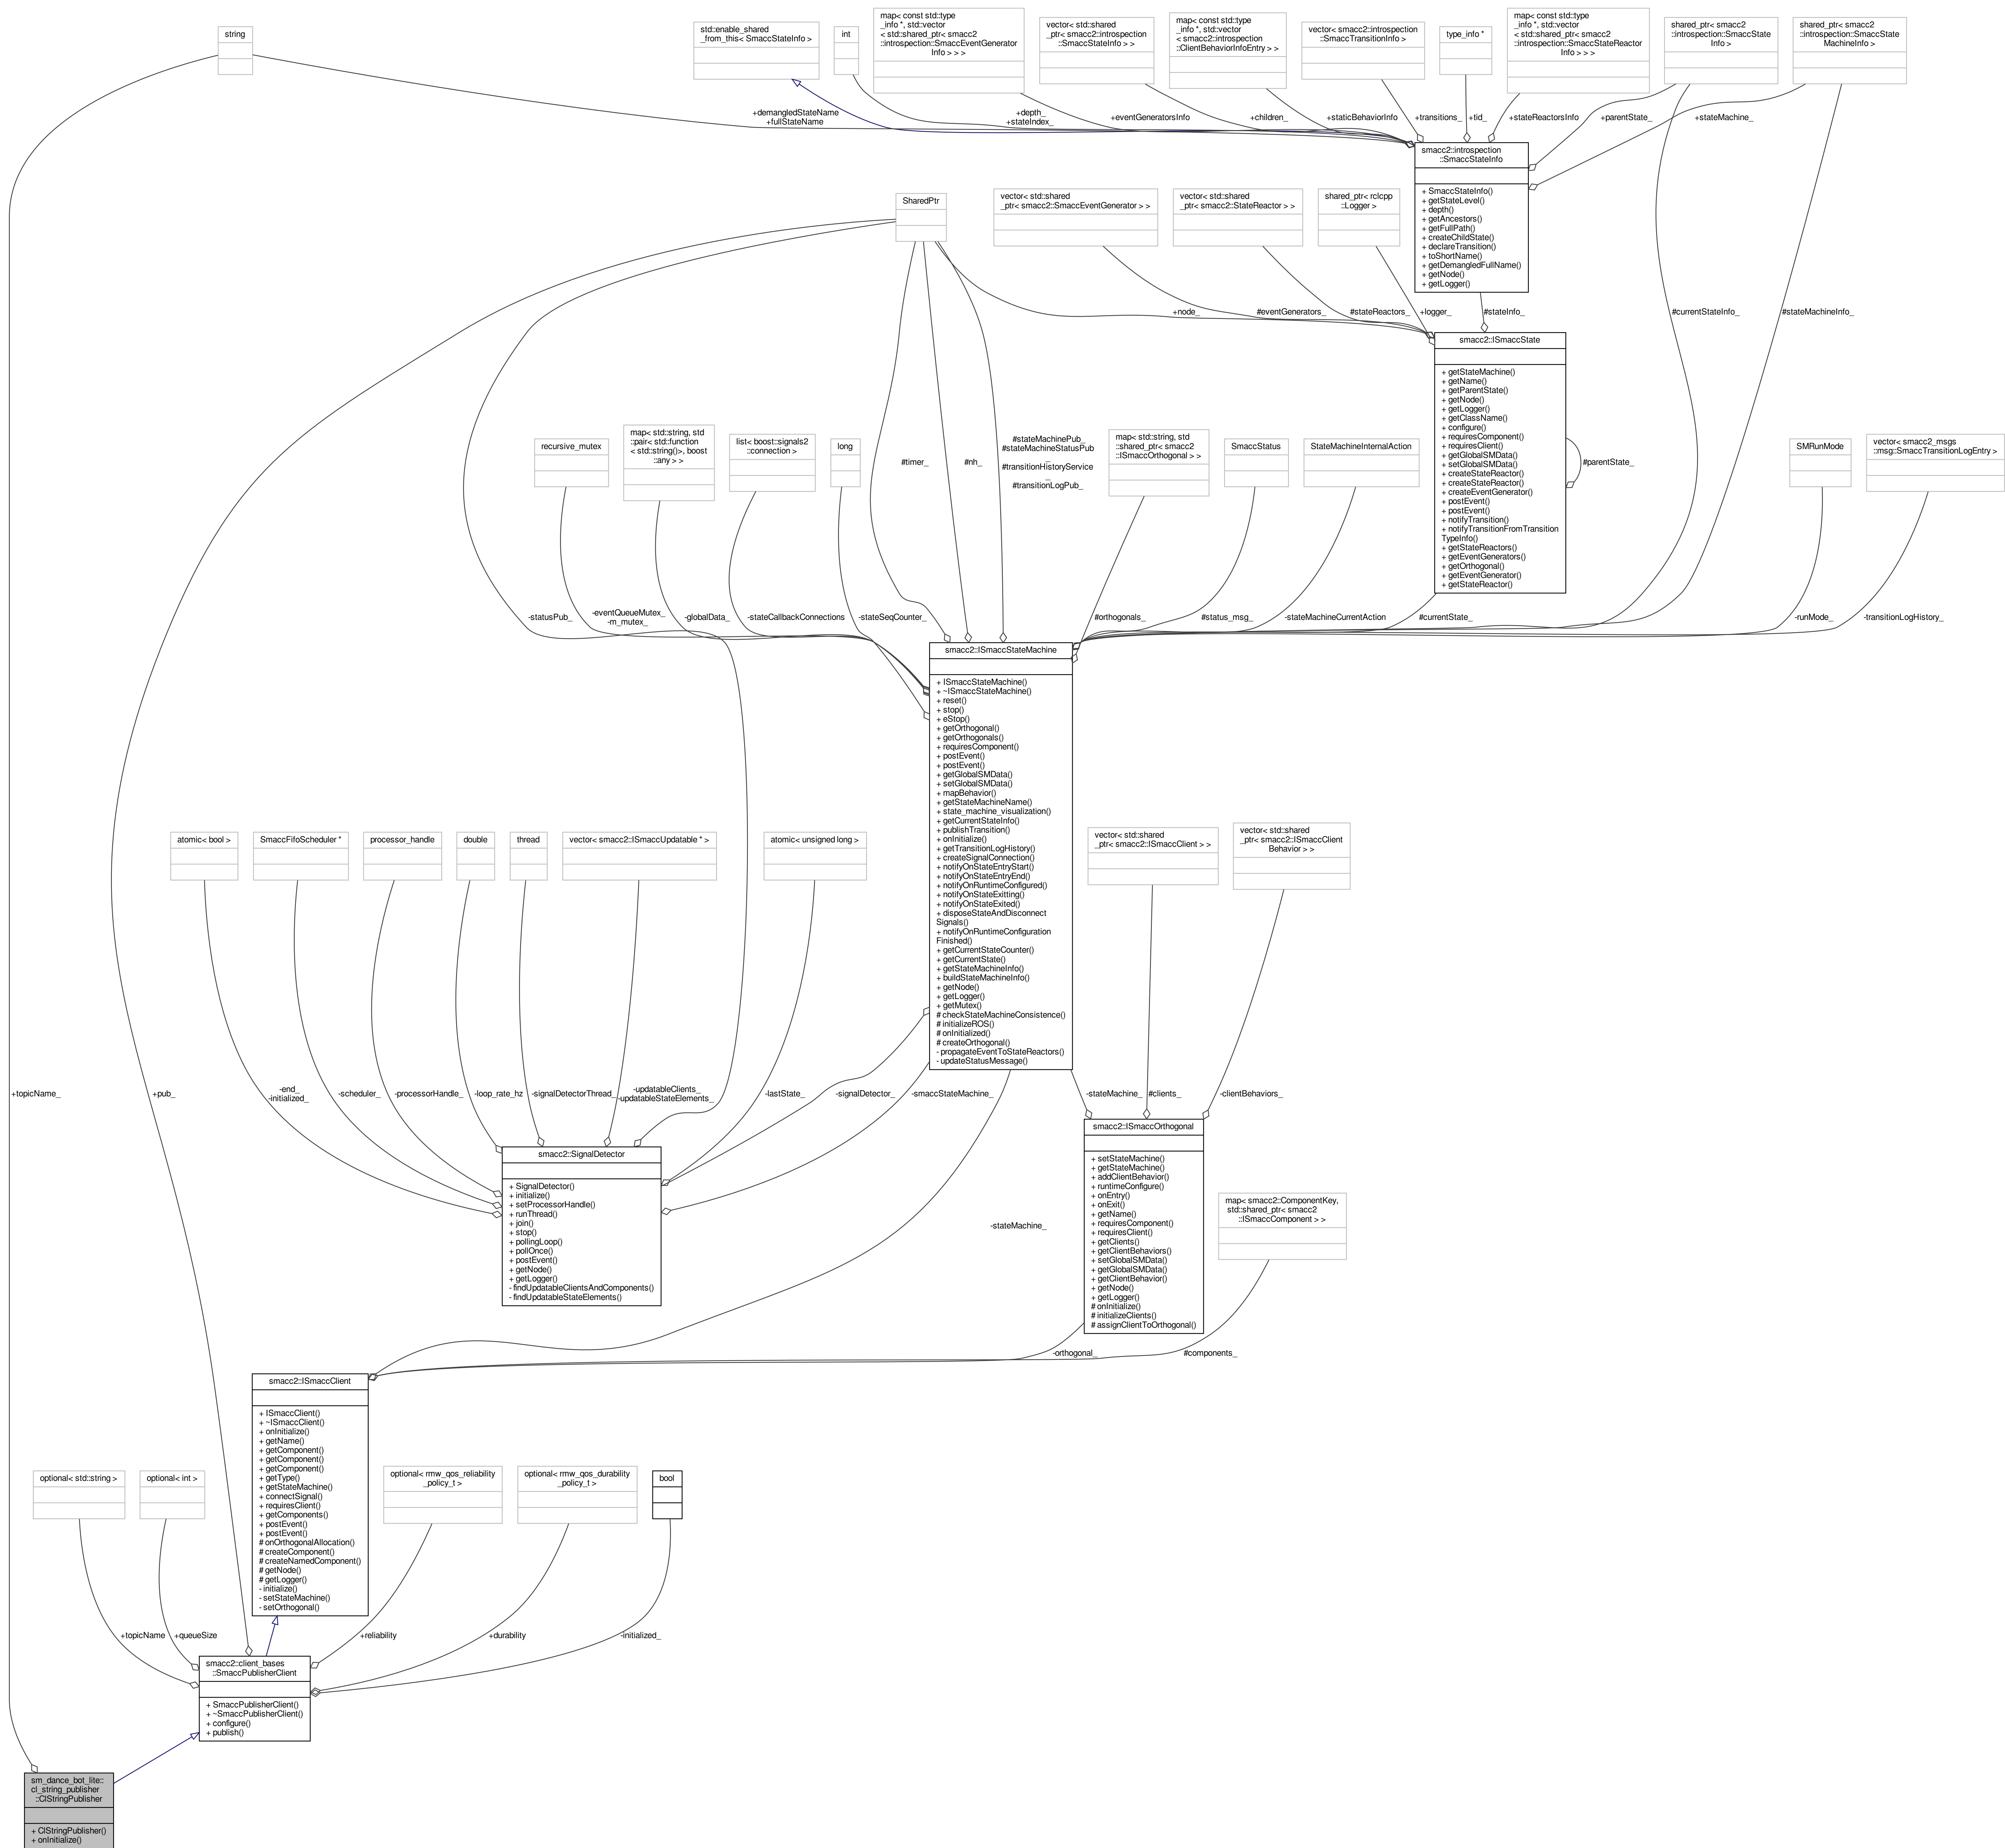 string
std::enable_shared
_from_this< SmaccStateInfo >
int
map< const std::type
_info *, std::vector
< std::shared_ptr< smacc2
::introspection::SmaccEventGenerator
Info > > >
vector< std::shared
_ptr< smacc2::introspection
::SmaccStateInfo > >
map< const std::type
_info *, std::vector
< smacc2::introspection
::ClientBehaviorInfoEntry > >
vector< smacc2::introspection
::SmaccTransitionInfo >
type_info *
map< const std::type
_info *, std::vector
< std::shared_ptr< smacc2
::introspection::SmaccStateReactor
Info > > >
shared_ptr< smacc2
::introspection::SmaccState
Info >
shared_ptr< smacc2
::introspection::SmaccState
MachineInfo >
+demangledStateName
+fullStateName
+depth_
+stateIndex_
+eventGeneratorsInfo
+children_
+staticBehaviorInfo
+transitions_
+tid_
+stateReactorsInfo
+parentState_
+stateMachine_
smacc2::introspection
::SmaccStateInfo
+ SmaccStateInfo()
+ getStateLevel()
+ depth()
+ getAncestors()
+ getFullPath()
+ createChildState()
+ declareTransition()
+ toShortName()
+ getDemangledFullName()
+ getNode()
+ getLogger()
SharedPtr
vector< std::shared
_ptr< smacc2::SmaccEventGenerator > >
vector< std::shared
_ptr< smacc2::StateReactor > >
shared_ptr< rclcpp
::Logger >
+node_
#eventGenerators_
#stateReactors_
+logger_
#stateInfo_
#currentStateInfo_
#stateMachineInfo_
smacc2::ISmaccState
+ getStateMachine()
+ getName()
+ getParentState()
+ getNode()
+ getLogger()
+ getClassName()
+ configure()
+ requiresComponent()
+ requiresClient()
+ getGlobalSMData()
+ setGlobalSMData()
+ createStateReactor()
+ createStateReactor()
+ createEventGenerator()
+ postEvent()
+ postEvent()
+ notifyTransition()
+ notifyTransitionFromTransition
TypeInfo()
+ getStateReactors()
+ getEventGenerators()
+ getOrthogonal()
+ getEventGenerator()
+ getStateReactor()
#parentState_
recursive_mutex
map< std::string, std
::pair< std::function
< std::string()>, boost
::any > >
list< boost::signals2
::connection >
long
#timer_
#nh_
#stateMachinePub_
#stateMachineStatusPub
_
#transitionHistoryService
_
#transitionLogPub_
map< std::string, std
::shared_ptr< smacc2
::ISmaccOrthogonal > >
SmaccStatus
StateMachineInternalAction
SMRunMode
vector< smacc2_msgs
::msg::SmaccTransitionLogEntry >
-statusPub_
-eventQueueMutex_
-m_mutex_
-globalData_
-stateCallbackConnections
-stateSeqCounter_
#orthogonals_
#status_msg_
-stateMachineCurrentAction
#currentState_
-runMode_
-transitionLogHistory_
smacc2::ISmaccStateMachine
+ ISmaccStateMachine()
+ ~ISmaccStateMachine()
+ reset()
+ stop()
+ eStop()
+ getOrthogonal()
+ getOrthogonals()
+ requiresComponent()
+ postEvent()
+ postEvent()
+ getGlobalSMData()
+ setGlobalSMData()
+ mapBehavior()
+ getStateMachineName()
+ state_machine_visualization()
+ getCurrentStateInfo()
+ publishTransition()
+ onInitialize()
+ getTransitionLogHistory()
+ createSignalConnection()
+ notifyOnStateEntryStart()
+ notifyOnStateEntryEnd()
+ notifyOnRuntimeConfigured()
+ notifyOnStateExitting()
+ notifyOnStateExited()
+ disposeStateAndDisconnect
Signals()
+ notifyOnRuntimeConfiguration
Finished()
+ getCurrentStateCounter()
+ getCurrentState()
+ getStateMachineInfo()
+ buildStateMachineInfo()
+ getNode()
+ getLogger()
+ getMutex()
# checkStateMachineConsistence()
# initializeROS()
# onInitialized()
# createOrthogonal()
- propagateEventToStateReactors()
- updateStatusMessage()
atomic< bool >
SmaccFifoScheduler *
processor_handle
double
thread
vector< smacc2::ISmaccUpdatable * >
atomic< unsigned long >
vector< std::shared
_ptr< smacc2::ISmaccClient > >
vector< std::shared
_ptr< smacc2::ISmaccClient
Behavior > >
+topicName_
+pub_
-end_
-initialized_
-scheduler_
-processorHandle_
-loop_rate_hz
-signalDetectorThread_
-updatableClients_
-updatableStateElements_
-lastState_
-signalDetector_
-smaccStateMachine_
-stateMachine_
#clients_
-clientBehaviors_
smacc2::SignalDetector
+ SignalDetector()
+ initialize()
+ setProcessorHandle()
+ runThread()
+ join()
+ stop()
+ pollingLoop()
+ pollOnce()
+ postEvent()
+ getNode()
+ getLogger()
- findUpdatableClientsAndComponents()
- findUpdatableStateElements()
smacc2::ISmaccOrthogonal
+ setStateMachine()
+ getStateMachine()
+ addClientBehavior()
+ runtimeConfigure()
+ onEntry()
+ onExit()
+ getName()
+ requiresComponent()
+ requiresClient()
+ getClients()
+ getClientBehaviors()
+ setGlobalSMData()
+ getGlobalSMData()
+ getClientBehavior()
+ getNode()
+ getLogger()
# onInitialize()
# initializeClients()
# assignClientToOrthogonal()
map< smacc2::ComponentKey,
std::shared_ptr< smacc2
::ISmaccComponent > >
-stateMachine_
-orthogonal_
#components_
smacc2::ISmaccClient
+ ISmaccClient()
+ ~ISmaccClient()
+ onInitialize()
+ getName()
+ getComponent()
+ getComponent()
+ getComponent()
+ getType()
+ getStateMachine()
+ connectSignal()
+ requiresClient()
+ getComponents()
+ postEvent()
+ postEvent()
# onOrthogonalAllocation()
# createComponent()
# createNamedComponent()
# getNode()
# getLogger()
- initialize()
- setStateMachine()
- setOrthogonal()
optional< std::string >
optional< int >
optional< rmw_qos_reliability
_policy_t >
optional< rmw_qos_durability
_policy_t >
bool
+topicName
+queueSize
+reliability
+durability
-initialized_
smacc2::client_bases
::SmaccPublisherClient
+ SmaccPublisherClient()
+ ~SmaccPublisherClient()
+ configure()
+ publish()
sm_dance_bot_lite::
cl_string_publisher
::ClStringPublisher
+ ClStringPublisher()
+ onInitialize()